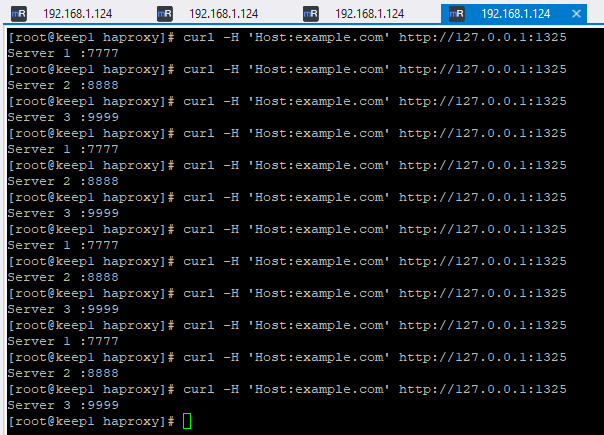 mR 192.168.1.124 mR 192.168.1.124 mR 192.168.1.124 mR 192.168.1.124 ×
[root@keep1 haproxy]# curl -H 'Host:example.com' http://127.0.0.1:1325
Server 1 :7777
[root@keep1 haproxy]# curl -H 'Host:example.com' http://127.0.0.1:1325
Server 2 :8888
[root@keep1 haproxy]# curl -H 'Host:example.com' http://127.0.0.1:1325
Server 3 :9999
[root@keep1 haproxy]# curl -H 'Host:example.com' http://127.0.0.1:1325
Server 1 :7777
[root@keep1 haproxy]# curl -H 'Host:example.com' http://127.0.0.1:1325
Server 2 :8888
[root@keep1 haproxy]# curl -H 'Host:example.com' http://127.0.0.1:1325
Server 3 :9999
[root@keep1 haproxy]# curl -H 'Host:example.com' http://127.0.0.1:1325
Server 1 :7777
[root@keep1 haproxy]# curl -H 'Host:example.com' http://127.0.0.1:1325
Server 2 :8888
[root@keep1 haproxy]# curl -H 'Host:example.com' http://127.0.0.1:1325
Server 3 :9999
[root@keep1 haproxy]# curl -H 'Host:example.com' http://127.0.0.1:1325
Server 1 :7777
[root@keep1 haproxy]# curl -H 'Host:example.com' http://127.0.0.1:1325
Server 2 :8888
[root@keep1 haproxy]# curl -H 'Host:example.com' http://127.0.0.1:1325
Server 3 :9999
[root@keep1 haproxy]#